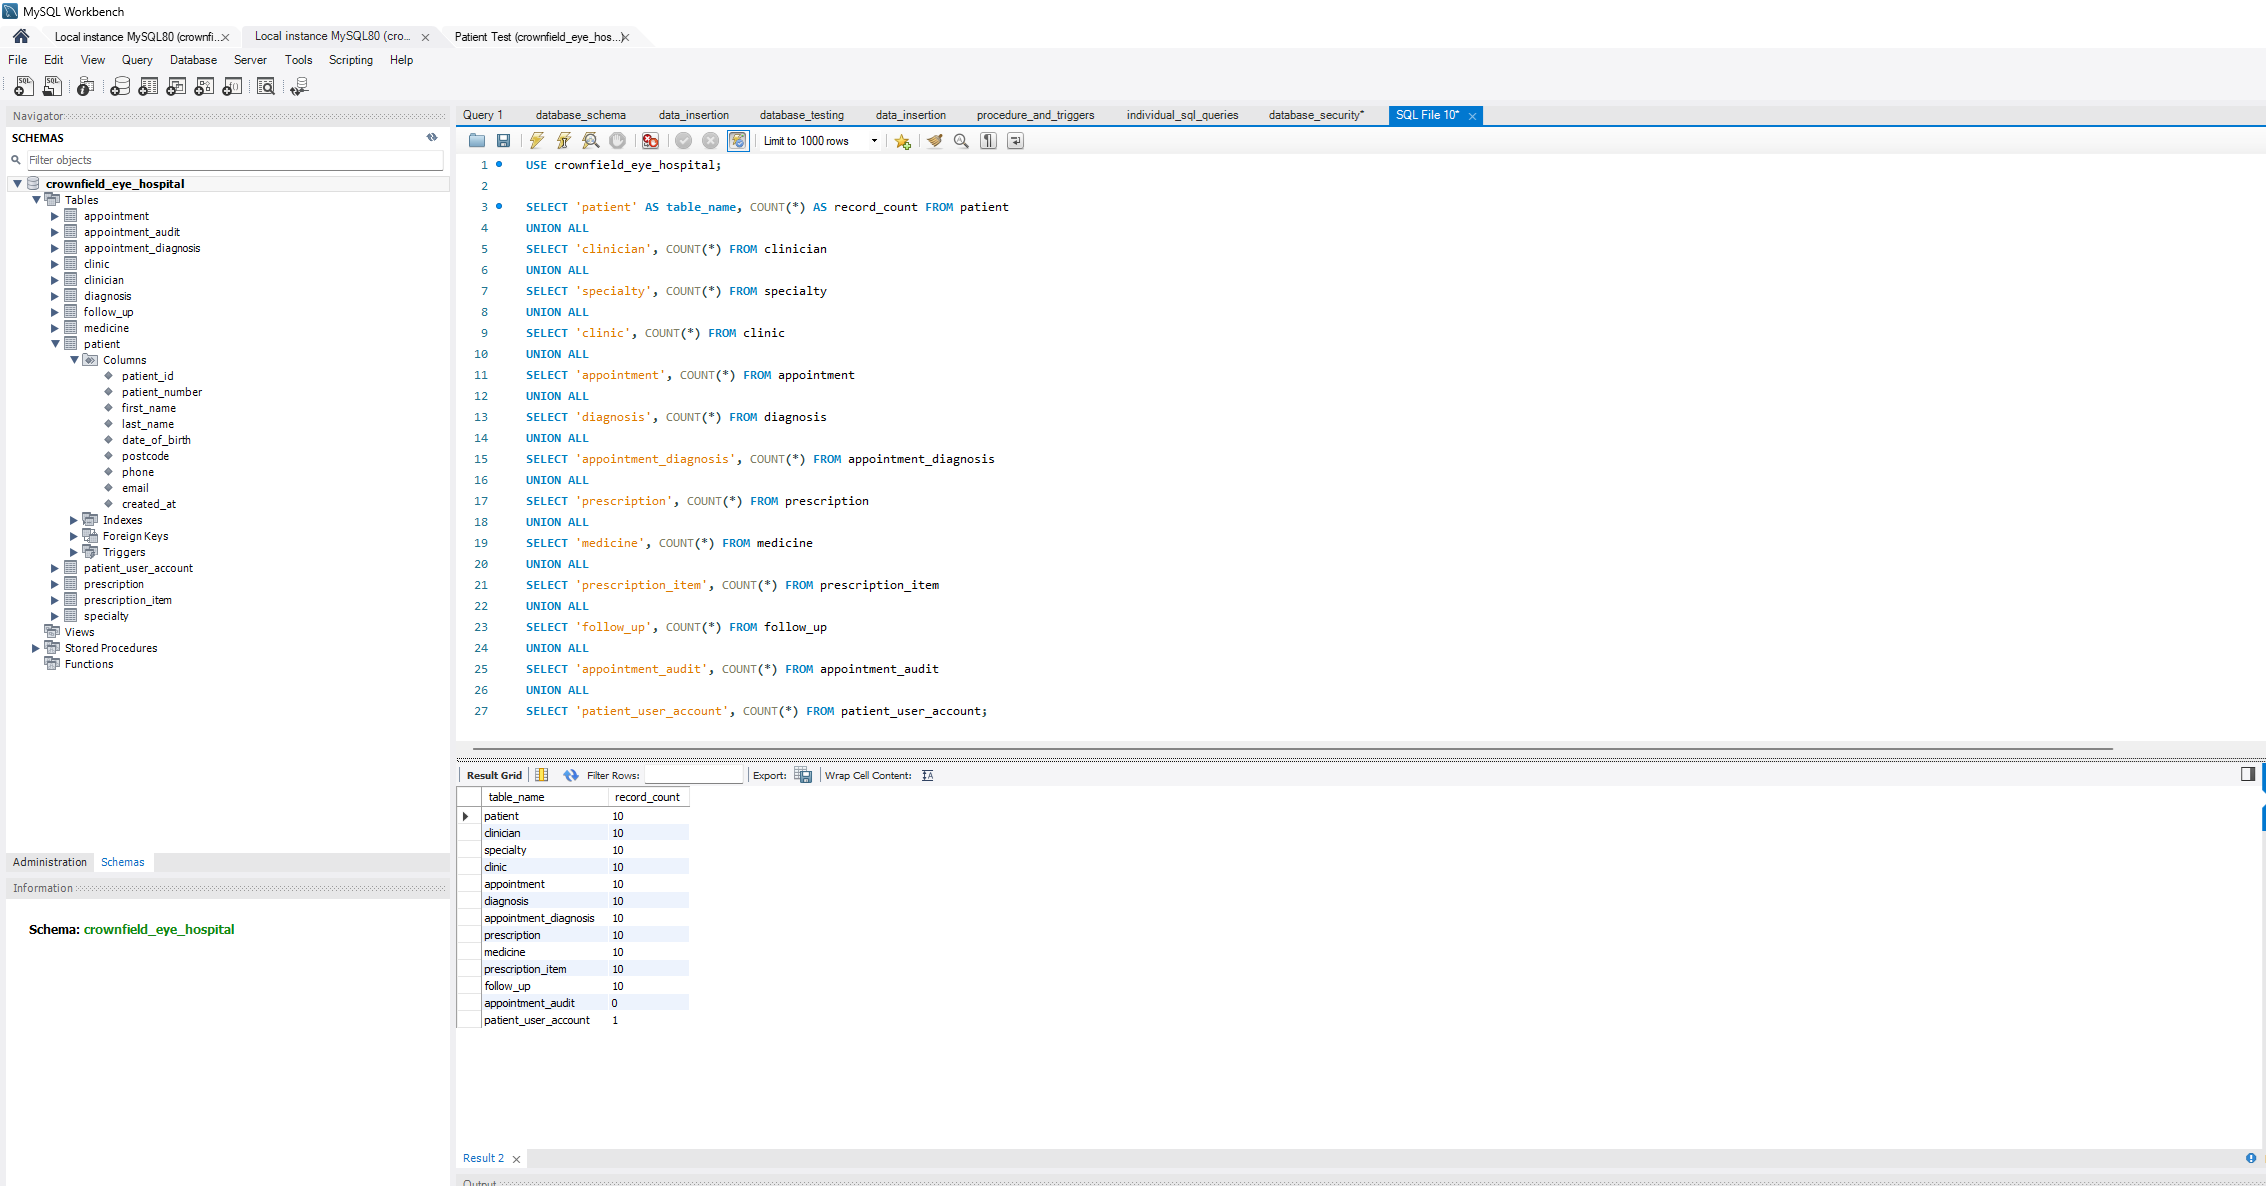 MySQL Workbench
Local instance MySQL80 (crownfi... Local instance MySQL80 (cro... Patient Test (crownfield_eye_hos...)
File Edit View Query Database Server Tools Scripting Help
Navigator
SCHEMAS
Filter objects
crownfield_eye_hospital
Tables
appointment
appointment_audit
appointment_diagnosis
clinic
clinician
diagnosis
follow_up
medicine
patient
Columns
patient_id
patient_number
first_name
last_name
date_of_birth
postcode
phone
email
created_at
Indexes
Foreign Keys
Triggers
patient_user_account
prescription
prescription_item
specialty
Views
Stored Procedures
Functions
Administration Schemas
Information
Schema: crownfield_eye_hospital
Query 1 database_schema data_insertion database_testing data_insertion procedure_and_triggers individual_sql_queries database_security* SQL File 10*
Limit to 1000 rows
1 USE crownfield_eye_hospital;
2
3 SELECT 'patient' AS table_name, COUNT(*) AS record_count FROM patient
4 UNION ALL
5 SELECT 'clinician', COUNT(*) FROM clinician
6 UNION ALL
7 SELECT 'specialty', COUNT(*) FROM specialty
8 UNION ALL
9 SELECT 'clinic', COUNT(*) FROM clinic
10 UNION ALL
11 SELECT 'appointment', COUNT(*) FROM appointment
12 UNION ALL
13 SELECT 'diagnosis', COUNT(*) FROM diagnosis
14 UNION ALL
15 SELECT 'appointment_diagnosis', COUNT(*) FROM appointment_diagnosis
16 UNION ALL
17 SELECT 'prescription', COUNT(*) FROM prescription
18 UNION ALL
19 SELECT 'medicine', COUNT(*) FROM medicine
20 UNION ALL
21 SELECT 'prescription_item', COUNT(*) FROM prescription_item
22 UNION ALL
23 SELECT 'follow_up', COUNT(*) FROM follow_up
24 UNION ALL
25 SELECT 'appointment_audit', COUNT(*) FROM appointment_audit
26 UNION ALL
27 SELECT 'patient_user_account', COUNT(*) FROM patient_user_account;
Result Grid Filter Rows: Export: Wrap Cell Content:
table_name record_count
patient 10
clinician 10
specialty 10
clinic 10
appointment 10
diagnosis 10
appointment_diagnosis 10
prescription 10
medicine 10
prescription_item 10
follow_up 10
appointment_audit 0
patient_user_account 1
Result 2
Output